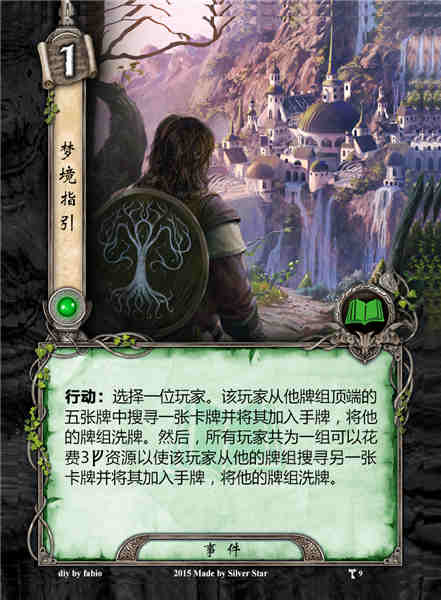 1
梦境指引
行动：选择一位玩家。该玩家从他牌组顶端的
五张牌中搜寻一张卡牌并将其加入手牌，将他
的牌组洗牌。然后，所有玩家共为一组可以花
费3资源以使该玩家从他的牌组搜寻另一张
卡牌并将其加入手牌，将他的牌组洗牌。
事件
diy by fabio
2015 Made by Silver Star
9